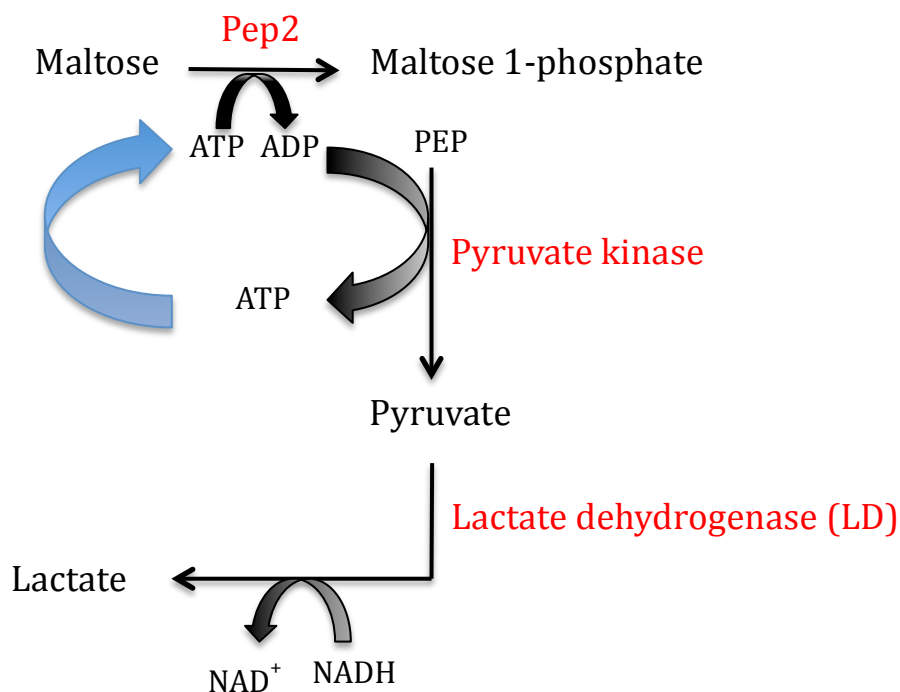 Pep2
Maltose
Maltose 1-phosphate
ATP
ADP
PEP
Pyruvate kinase
ATP
Pyruvate
Lactate dehydrogenase (LD)
Lactate
NAD⁺
NADH